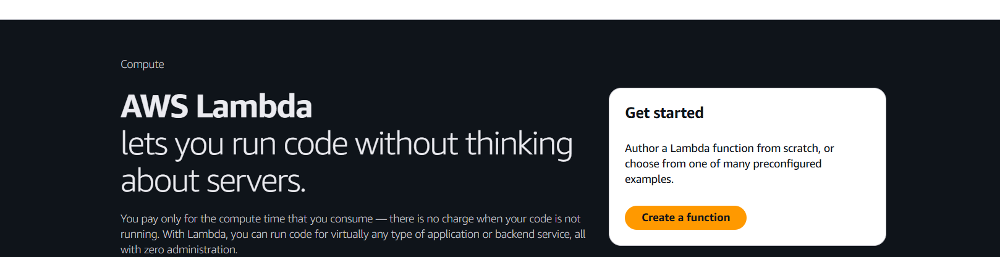 Compute
AWS Lambda
lets you run code without thinking
about servers.
You pay only for the compute time that you consume — there is no charge when your code is not
running. With Lambda, you can run code for virtually any type of application or backend service, all
with zero administration.
Get started
Author a Lambda function from scratch, or
choose from one of many preconfigured
examples.
Create a function